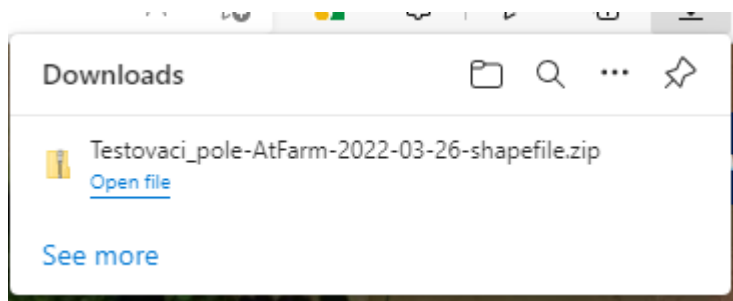 Downloads
Testovaci_pole-AtFarm-2022-03-26-shapefile.zip
Open file
See more